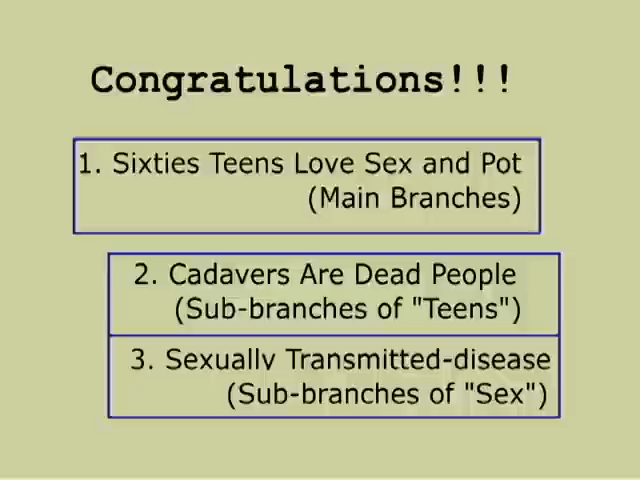 Congratulations!!!
1. Sixties Teens Love Sex and Pot
(Main Branches)
2. Cadavers Are Dead People
(Sub-branches of "Teens")
3. Sexually Transmitted-disease
(Sub-branches of "Sex")